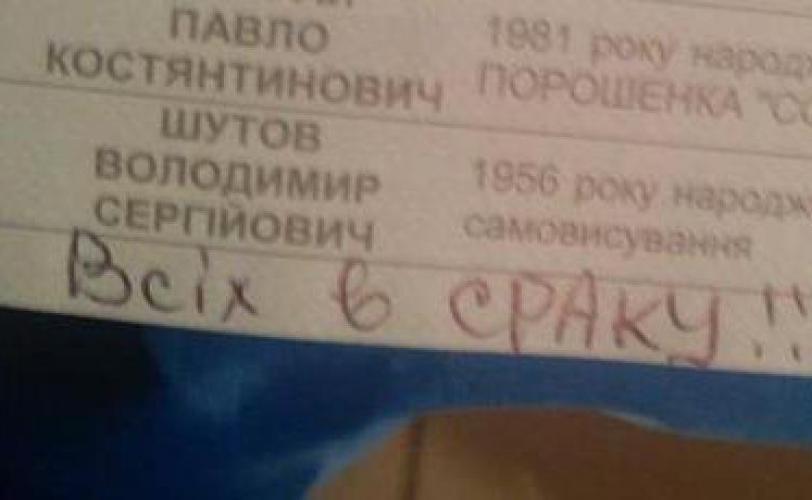 ПАВЛО
КОСТЯНТИНОВИЧ
1981 року народж
ПОРОШЕНКА "СО
ШУТОВ
ВОЛОДИМИР
СЕРГІЙОВИЧ
1956 року народж
самовисування
Всіх в СРАКУ!!